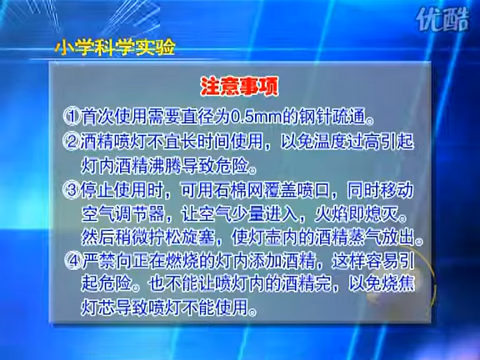 优酷
小学科学实验
注意事项
①首次使用需要直径为0.5mm的钢针疏通。
②酒精喷灯不宜长时间使用，以免温度过高引起
灯内酒精沸腾导致危险。
③停止使用时，可用石棉网覆盖喷口，同时移动
空气调节器，让空气少量进入，火焰即熄灭。
然后稍微拧松旋塞，使灯壶内的酒精蒸气放出。
④严禁向正在燃烧的灯内添加酒精，这样容易引
起危险。也不能让喷灯内的酒精完，以免烧焦
灯芯导致喷灯不能使用。